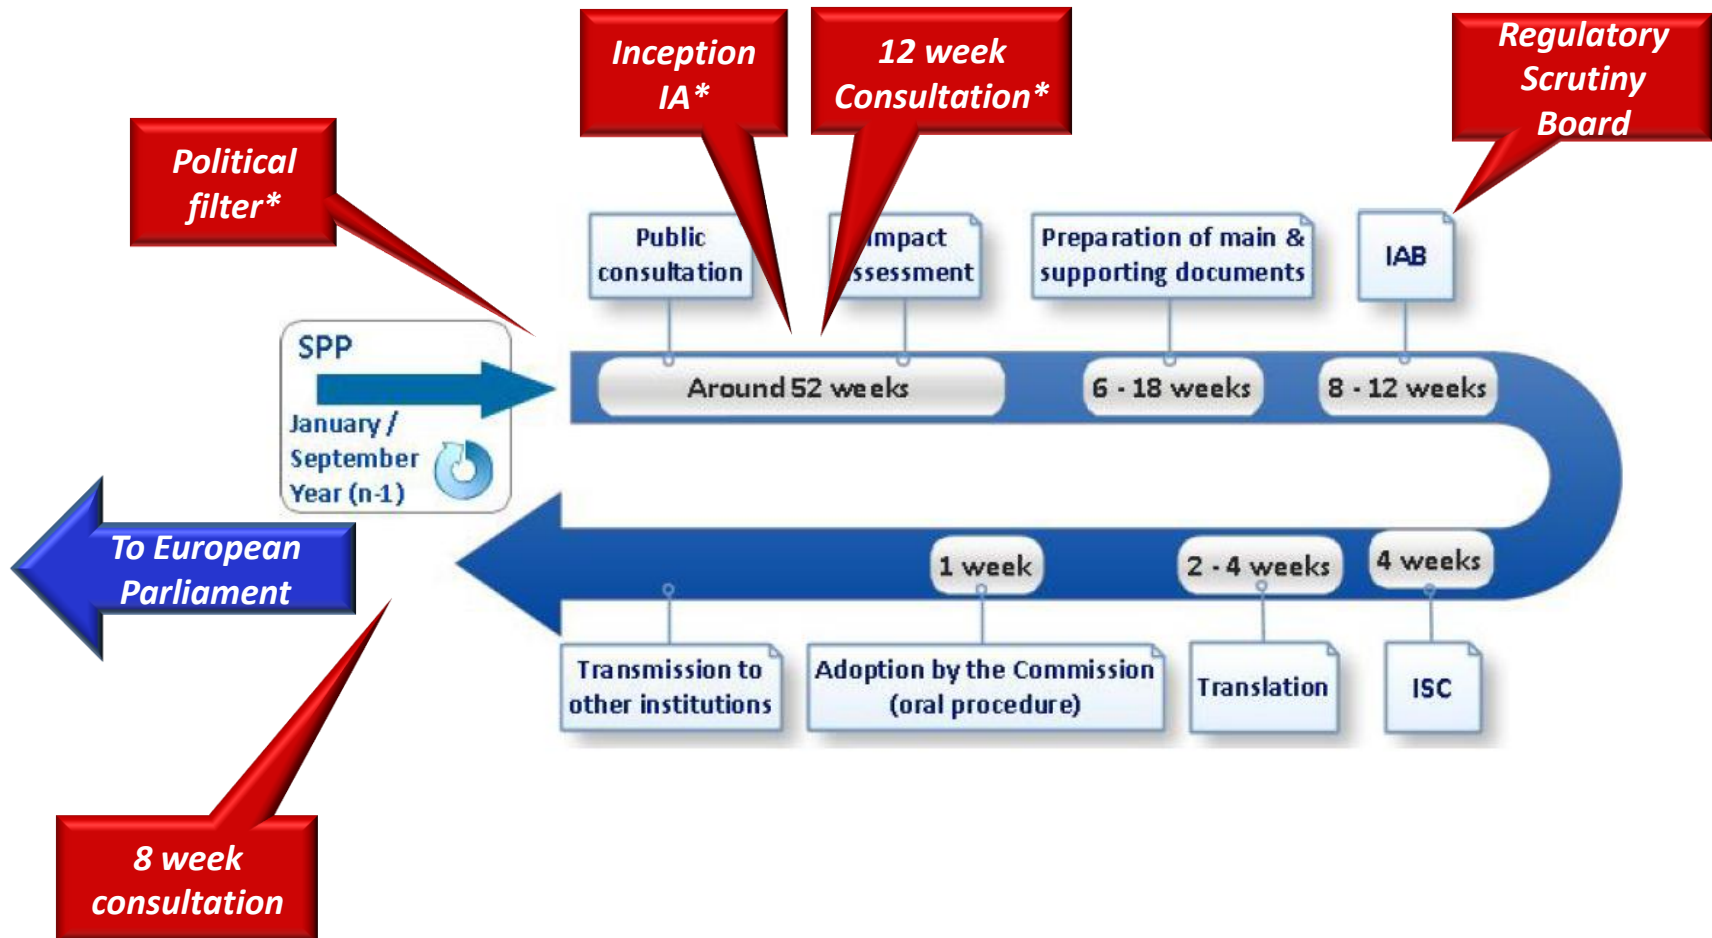 Inception
IA*
12 week
Consultation*
Regulatory
Scrutiny
Board
Political
filter*
Public
consultation
Impact
assessment
Preparation of main &
supporting documents
IAB
SPP
January /
September
Year (n-1)
Around 52 weeks
6 - 18 weeks
8 - 12 weeks
To European
Parliament
1 week
2 - 4 weeks
4 weeks
Transmission to
other institutions
Adoption by the Commission
(oral procedure)
Translation
ISC
8 week
consultation